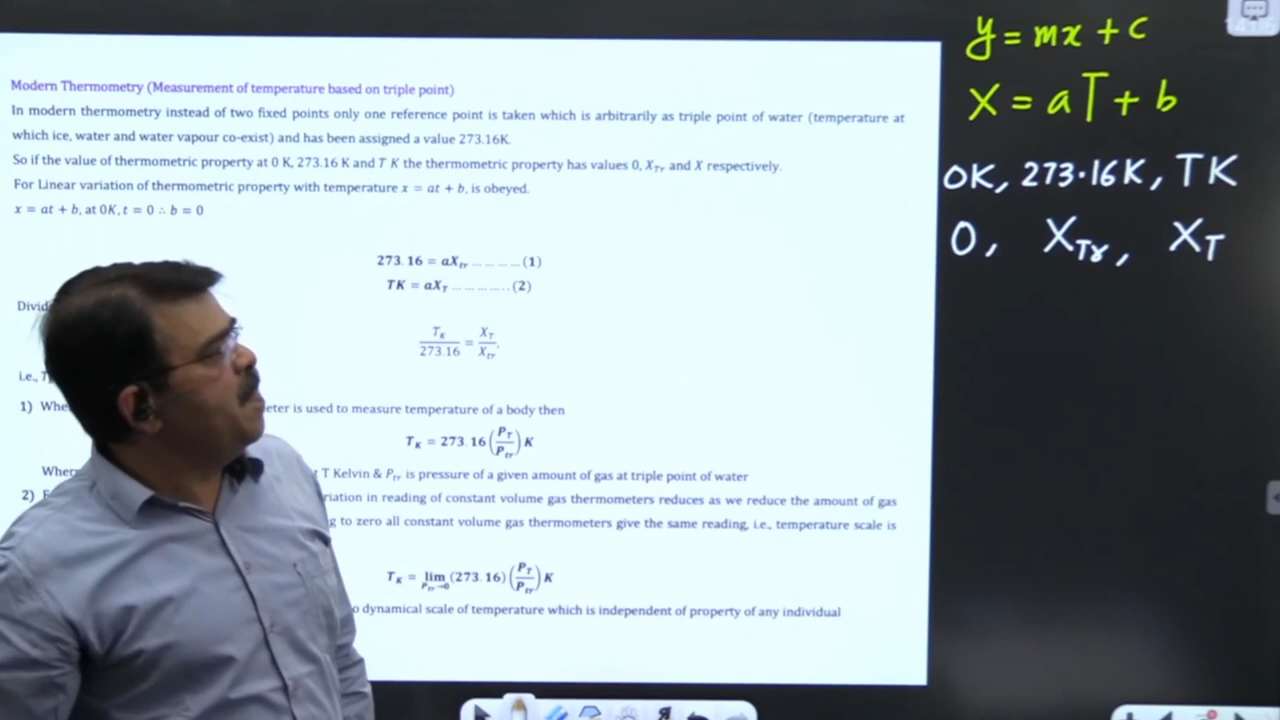 Modern Thermometry (Measurement of temperature based on triple point)
In modern thermometry instead of two fixed points only one reference point is taken which is arbitrarily as triple point of water (temperature at
which ice, water and water vapour co-exist) and has been assigned a value 273.16K.
So if the value of thermometric property at 0 K, 273.16 K and T K the thermometric property has values 0, X_Tr, and X respectively.
For Linear variation of thermometric property with temperature x = at + b, is obeyed.
x = at + b, at 0K, t = 0 ∴ b = 0
273.16 = aX_tr ... ... ... (1)
TK = aX_T ... ... ... ... (2)
T_K / 273.16 = X_T / X_tr.
i.e.,
1) eter is used to measure temperature of a body then
T_K = 273.16 (P_T / P_tr) K
T Kelvin & P_tr is pressure of a given amount of gas at triple point of water
2) riation in reading of constant volume gas thermometers reduces as we reduce the amount of gas
g to zero all constant volume gas thermometers give the same reading, i.e., temperature scale is
T_K = lim P_tr→0 (273.16) (P_T / P_tr) K
o dynamical scale of temperature which is independent of property of any individual
y = mx + c
X = aT + b
0K, 273.16K, TK
0, X_Tr, X_T